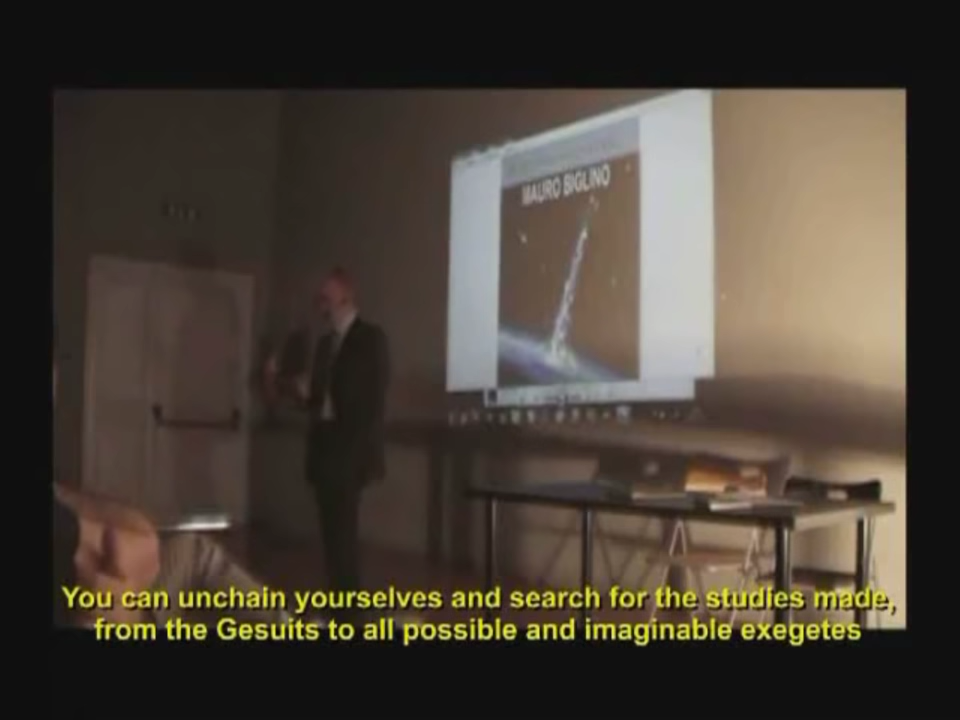 MAURO BIGLINO
You can unchain yourselves and search for the studies made,
from the Gesuits to all possible and imaginable exegetes